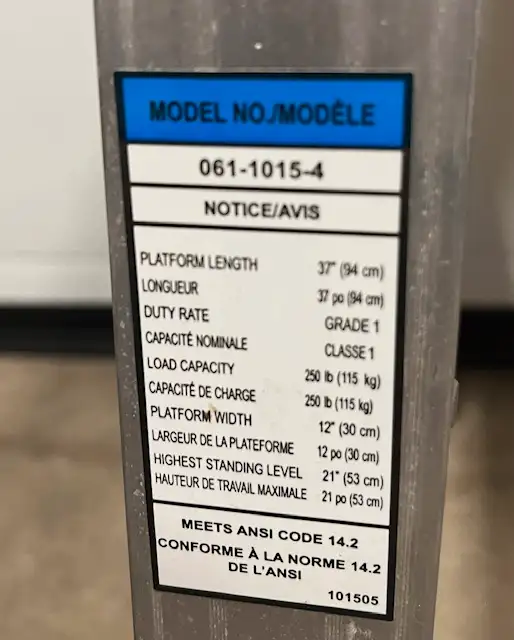 MODEL NO./MODÈLE
061-1015-4
NOTICE/AVIS
PLATFORM LENGTH 37" (94 cm)
LONGUEUR 37 po (94 cm)
DUTY RATE GRADE 1
CAPACITÉ NOMINALE CLASSE 1
LOAD CAPACITY 250 lb (115 kg)
CAPACITÉ DE CHARGE 250 lb (115 kg)
PLATFORM WIDTH 12" (30 cm)
LARGEUR DE LA PLATEFORME 12 po (30 cm)
HIGHEST STANDING LEVEL 21" (53 cm)
HAUTEUR DE TRAVAIL MAXIMALE 21 po (53 cm)
MEETS ANSI CODE 14.2
CONFORME À LA NORME 14.2
DE L'ANSI
101505